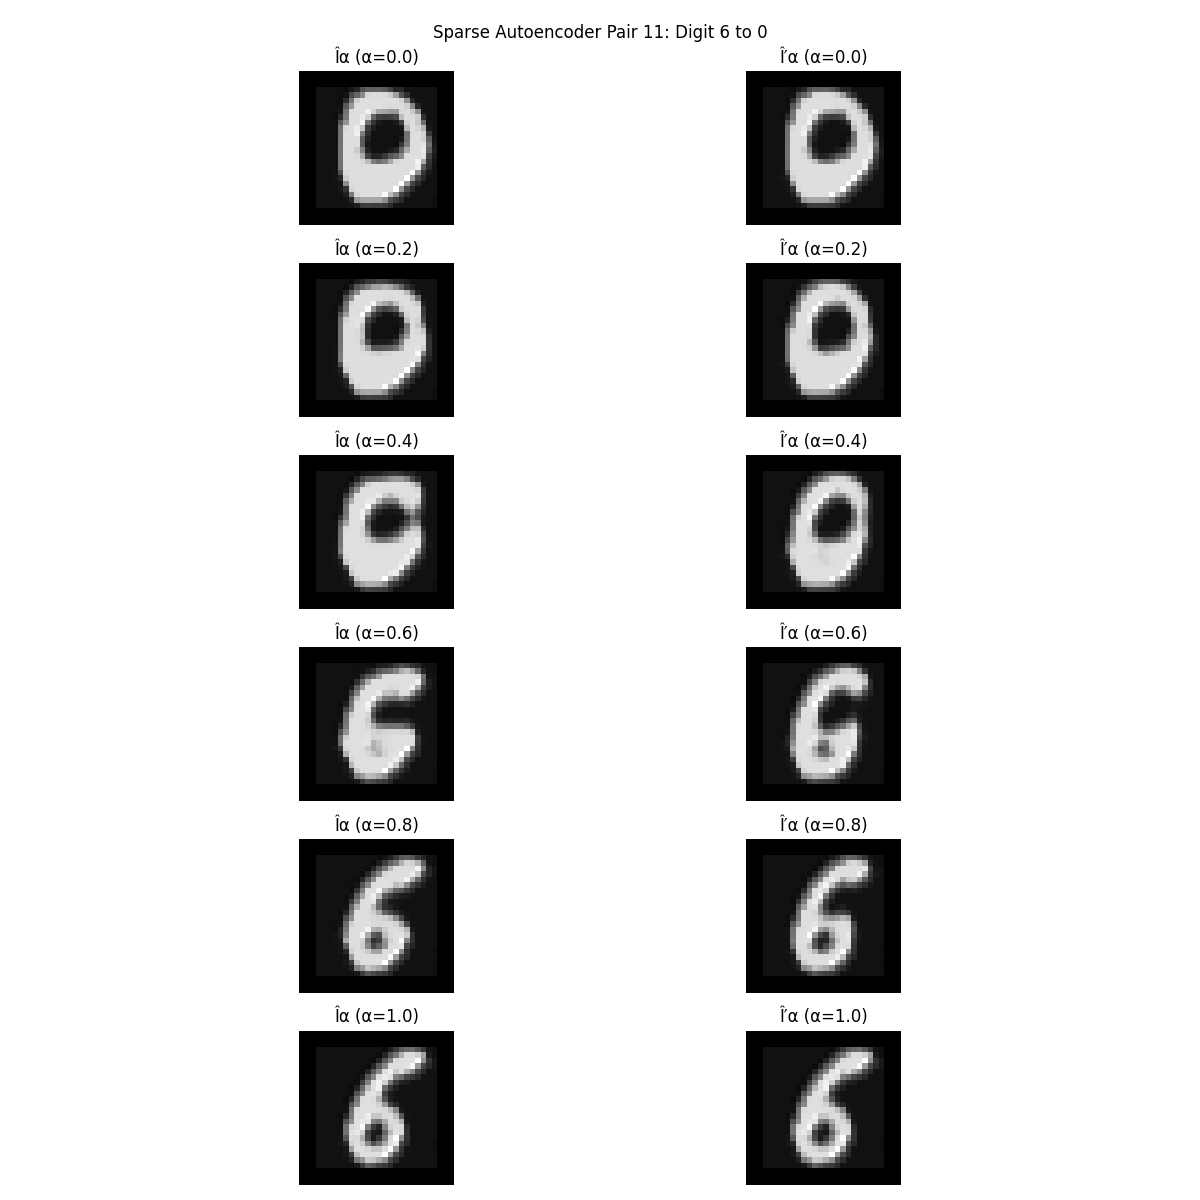 Sparse Autoencoder Pair 11: Digit 6 to 0
Îα (α=0.0) Î′α (α=0.0)
Îα (α=0.2) Î′α (α=0.2)
Îα (α=0.4) Î′α (α=0.4)
Îα (α=0.6) Î′α (α=0.6)
Îα (α=0.8) Î′α (α=0.8)
Îα (α=1.0) Î′α (α=1.0)